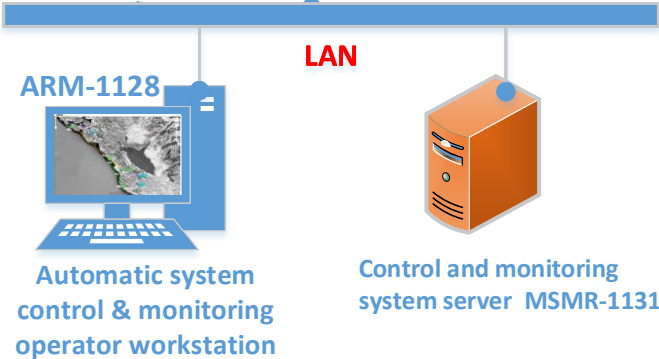 LAN
ARM-1128
Automatic system
control & monitoring
operator workstation
Control and monitoring
system server MSMR-1131